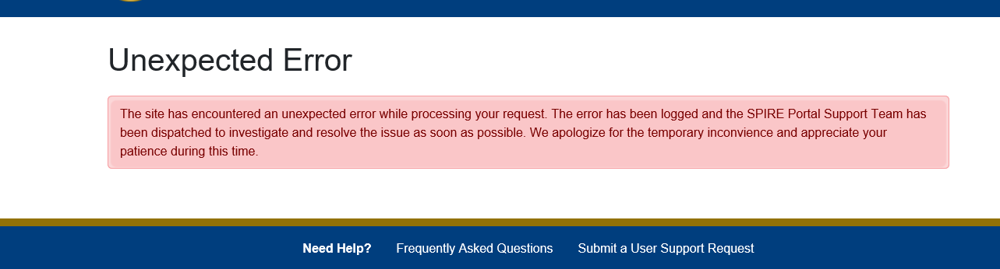 Unexpected Error
The site has encountered an unexpected error while processing your request. The error has been logged and the SPIRE Portal Support Team has
been dispatched to investigate and resolve the issue as soon as possible. We apologize for the temporary inconvience and appreciate your
patience during this time.
Need Help? Frequently Asked Questions Submit a User Support Request